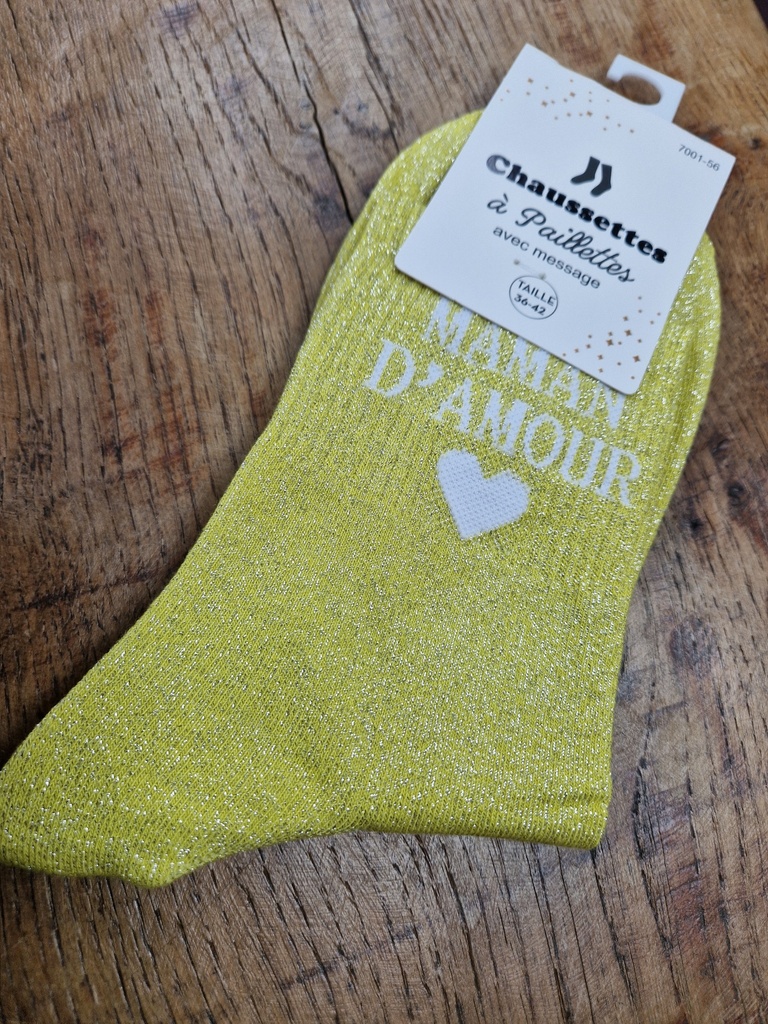 7001-56
Chaussettes
à Paillettes
avec message
TAILLE
36-42
MAMAN
D'AMOUR